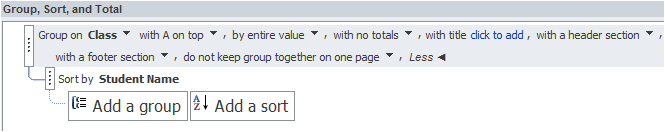 Group, Sort, and Total
Group on Class ▼ with A on top ▼ , by entire value ▼ , with no totals ▼ , with title click to add , with a header section ▼ ,
with a footer section ▼ , do not keep group together on one page ▼ , Less ◄
Sort by Student Name
Add a group A Z Add a sort